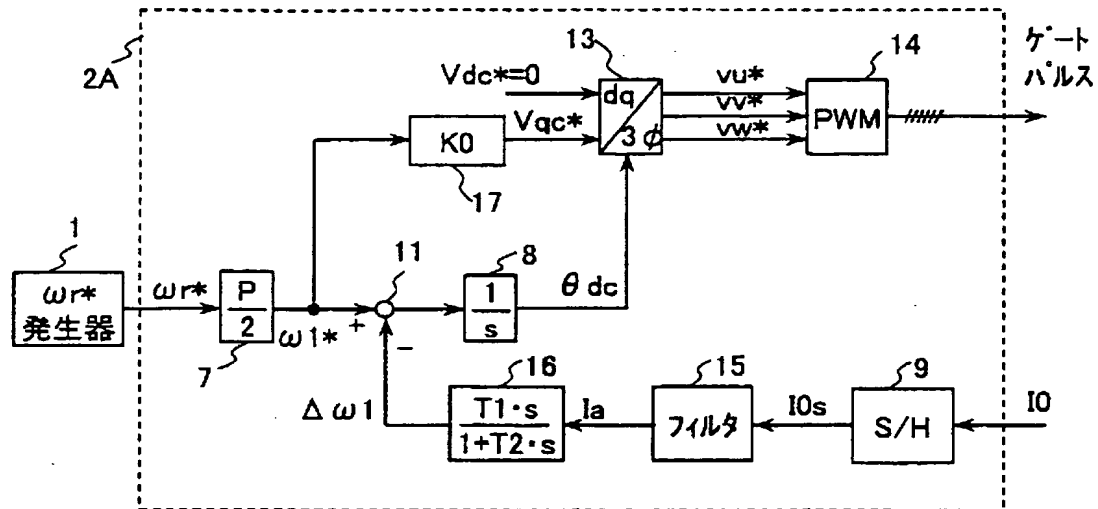 2A
13
14
ゲート
パルス
Vdc*=0
dq
3φ
vu*
vv*
vw*
PWM
Vqc*
K0
17
1
ωr*
発生器
ωr*
P
2
7
ω1*
+
−
11
8
1
s
θdc
Δω1
16
T1·s
1+T2·s
Ia
15
フィルタ
I0s
9
S/H
I0